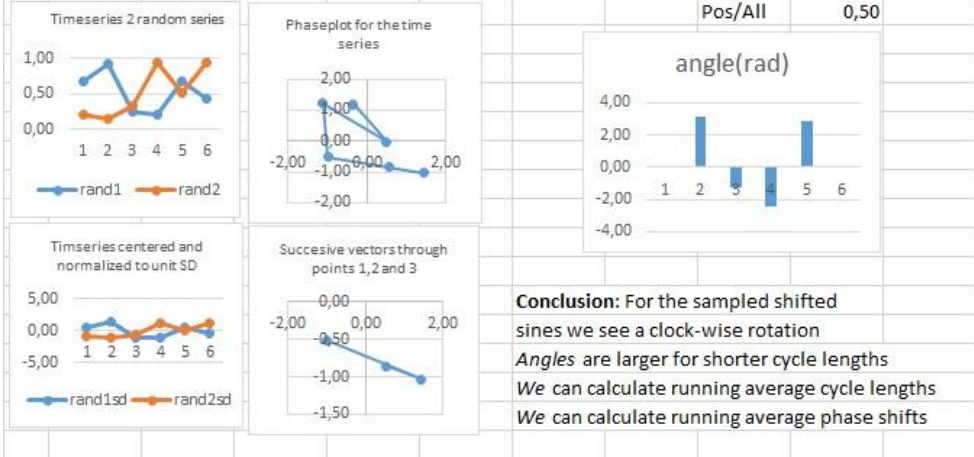 Timeseries 2 random series
1,00
0,50
0,00
1 2 3 4 5 6
rand1 rand2
Phaseplot for the time
series
2,00
1,00
0,00
-2,00 0,00 2,00
-1,00
-2,00
Pos/All 0,50
angle(rad)
4,00
2,00
0,00
1 2 3 4 5 6
-2,00
-4,00
Timseries centered and
normalized to unit SD
5,00
0,00
1 2 3 4 5 6
-5,00
rand1sd rand2sd
Succesive vectors through
points 1,2 and 3
0,00
-2,00 0,00 2,00
-0,50
-1,00
-1,50
Conclusion: For the sampled shifted
sines we see a clock-wise rotation
Angles are larger for shorter cycle lengths
We can calculate running average cycle lengths
We can calculate running average phase shifts